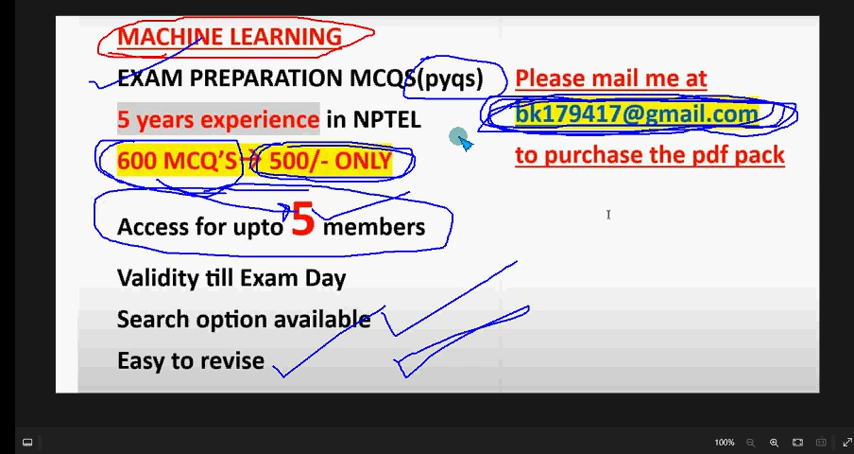 MACHINE LEARNING
EXAM PREPARATION MCQS(pyqs)
5 years experience in NPTEL
600 MCQ'S → 500/- ONLY
Access for upto 5 members
Validity till Exam Day
Search option available
Easy to revise
Please mail me at
bk179417@gmail.com
to purchase the pdf pack
100%